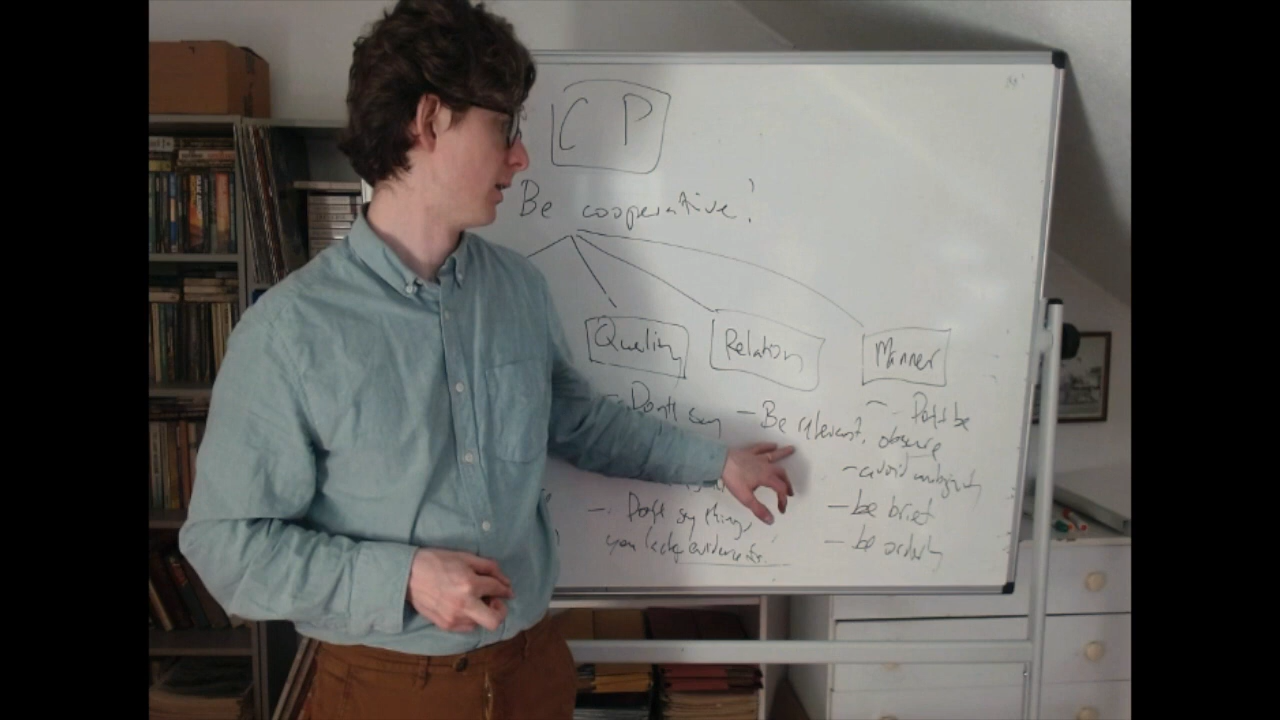 C P
Be cooperative!
Quality
Relation
Manner
- Don't say
- Be relevant.
- Don't be
obscure
- avoid ambiguity
- Don't say things
you lack evidence for.
- be brief
- be orderly